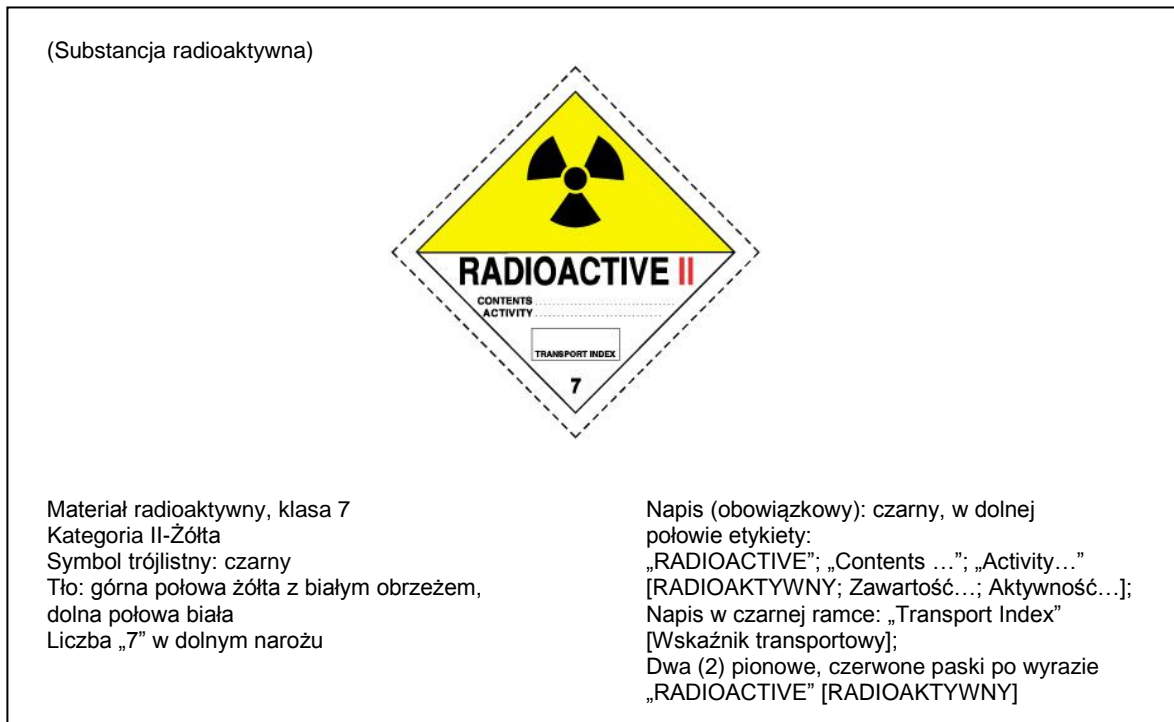 (Substancja radioaktywna)
RADIOACTIVE II
CONTENTS ........................................
ACTIVITY ....................................
TRANSPORT INDEX
7
Materiał radioaktywny, klasa 7
Kategoria II-Żółta
Symbol trójlistny: czarny
Tło: górna połowa żółta z białym obrzeżem,
dolna połowa biała
Liczba „7” w dolnym narożu
Napis (obowiązkowy): czarny, w dolnej
połowie etykiety:
„RADIOACTIVE”; „Contents …”; „Activity…”
[RADIOAKTYWNY; Zawartość…; Aktywność…];
Napis w czarnej ramce: „Transport Index”
[Wskaźnik transportowy];
Dwa (2) pionowe, czerwone paski po wyrazie
„RADIOACTIVE” [RADIOAKTYWNY]